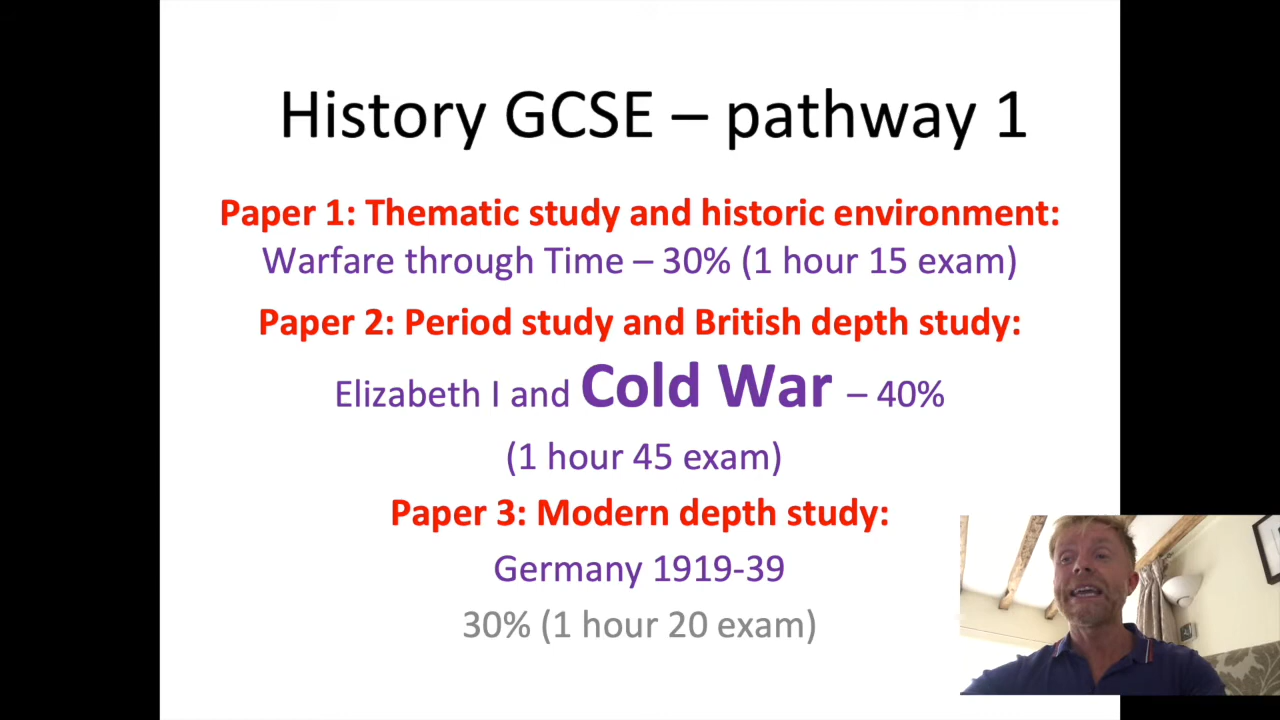 History GCSE – pathway 1
Paper 1: Thematic study and historic environment:
Warfare through Time – 30% (1 hour 15 exam)
Paper 2: Period study and British depth study:
Elizabeth I and Cold War – 40%
(1 hour 45 exam)
Paper 3: Modern depth study:
Germany 1919-39
30% (1 hour 20 exam)